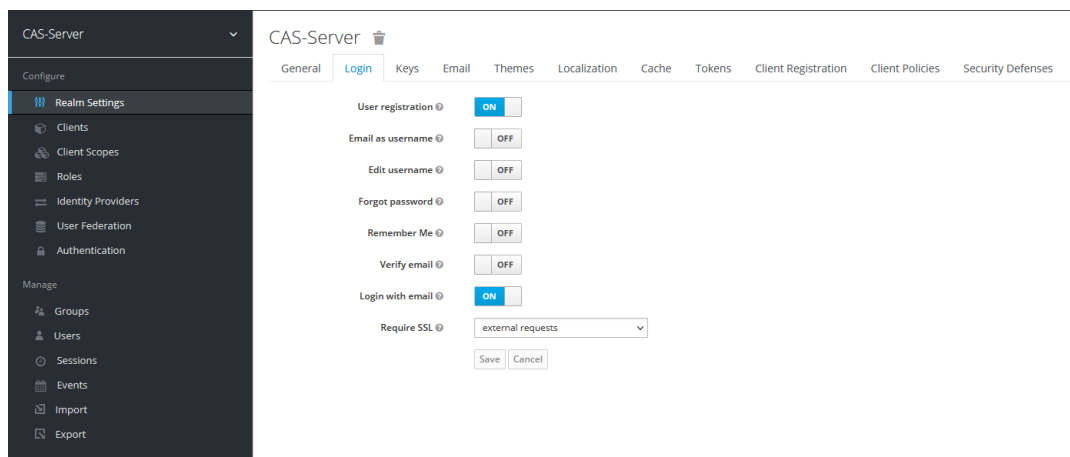 CAS-Server
Configure
Realm Settings
Clients
Client Scopes
Roles
Identity Providers
User Federation
Authentication
Manage
Groups
Users
Sessions
Events
Import
Export
CAS-Server
General Login Keys Email Themes Localization Cache Tokens Client Registration Client Policies Security Defenses
User registration ON
Email as username OFF
Edit username OFF
Forgot password OFF
Remember Me OFF
Verify email OFF
Login with email ON
Require SSL external requests
Save Cancel